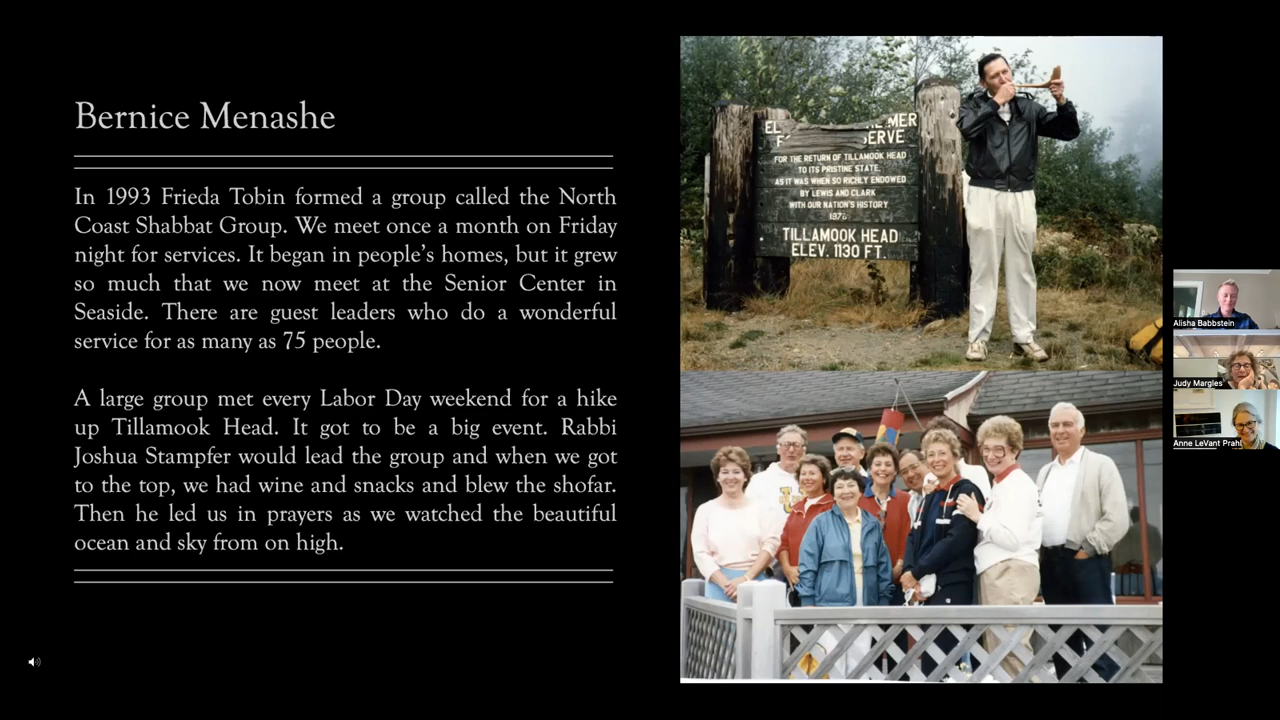 Bernice Menashe
In 1993 Frieda Tobin formed a group called the North
Coast Shabbat Group. We meet once a month on Friday
night for services. It began in people's homes, but it grew
so much that we now meet at the Senior Center in
Seaside. There are guest leaders who do a wonderful
service for as many as 75 people.
A large group met every Labor Day weekend for a hike
up Tillamook Head. It got to be a big event. Rabbi
Joshua Stampfer would lead the group and when we got
to the top, we had wine and snacks and blew the shofar.
Then he led us in prayers as we watched the beautiful
ocean and sky from on high.
FOR THE RETURN OF TILLAMOOK HEAD
TO ITS PRISTINE STATE,
AS IT WAS WHEN SO RICHLY ENDOWED
BY LEWIS AND CLARK
WITH OUR NATION'S HISTORY
TILLAMOOK HEAD
ELEV. 1130 FT.
Alisha Babbstein
Judy Margles
Anne LeVant Prahl